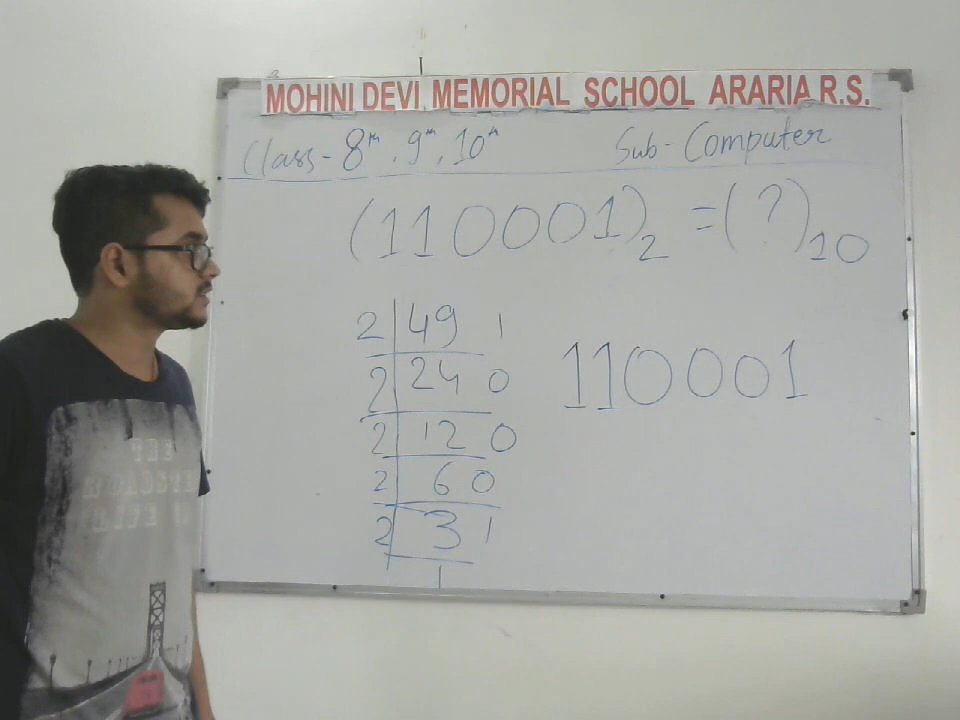 MOHINI DEVI MEMORIAL SCHOOL ARARIA R.S.
Class- 8th, 9th, 10th Sub- Computer
(110001)2 = (?)10
2 49 1
2 24 0
110001
2 12 0
2 6 0
2 3 1
1